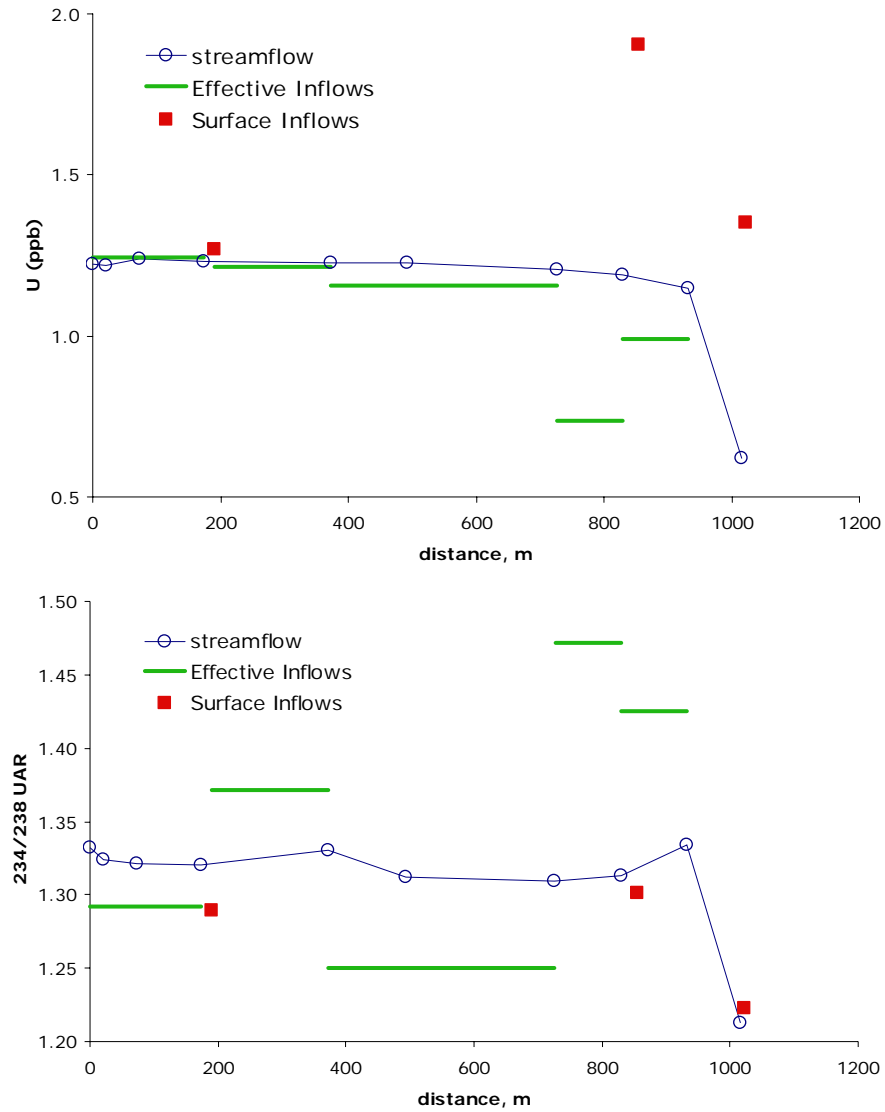 2.0
1.5
1.0
0.5
U (ppb)
streamflow
Effective Inflows
Surface Inflows
0 200 400 600 800 1000 1200
distance, m
1.50
1.45
1.40
1.35
1.30
1.25
1.20
234/238 UAR
streamflow
Effective Inflows
Surface Inflows
0 200 400 600 800 1000 1200
distance, m